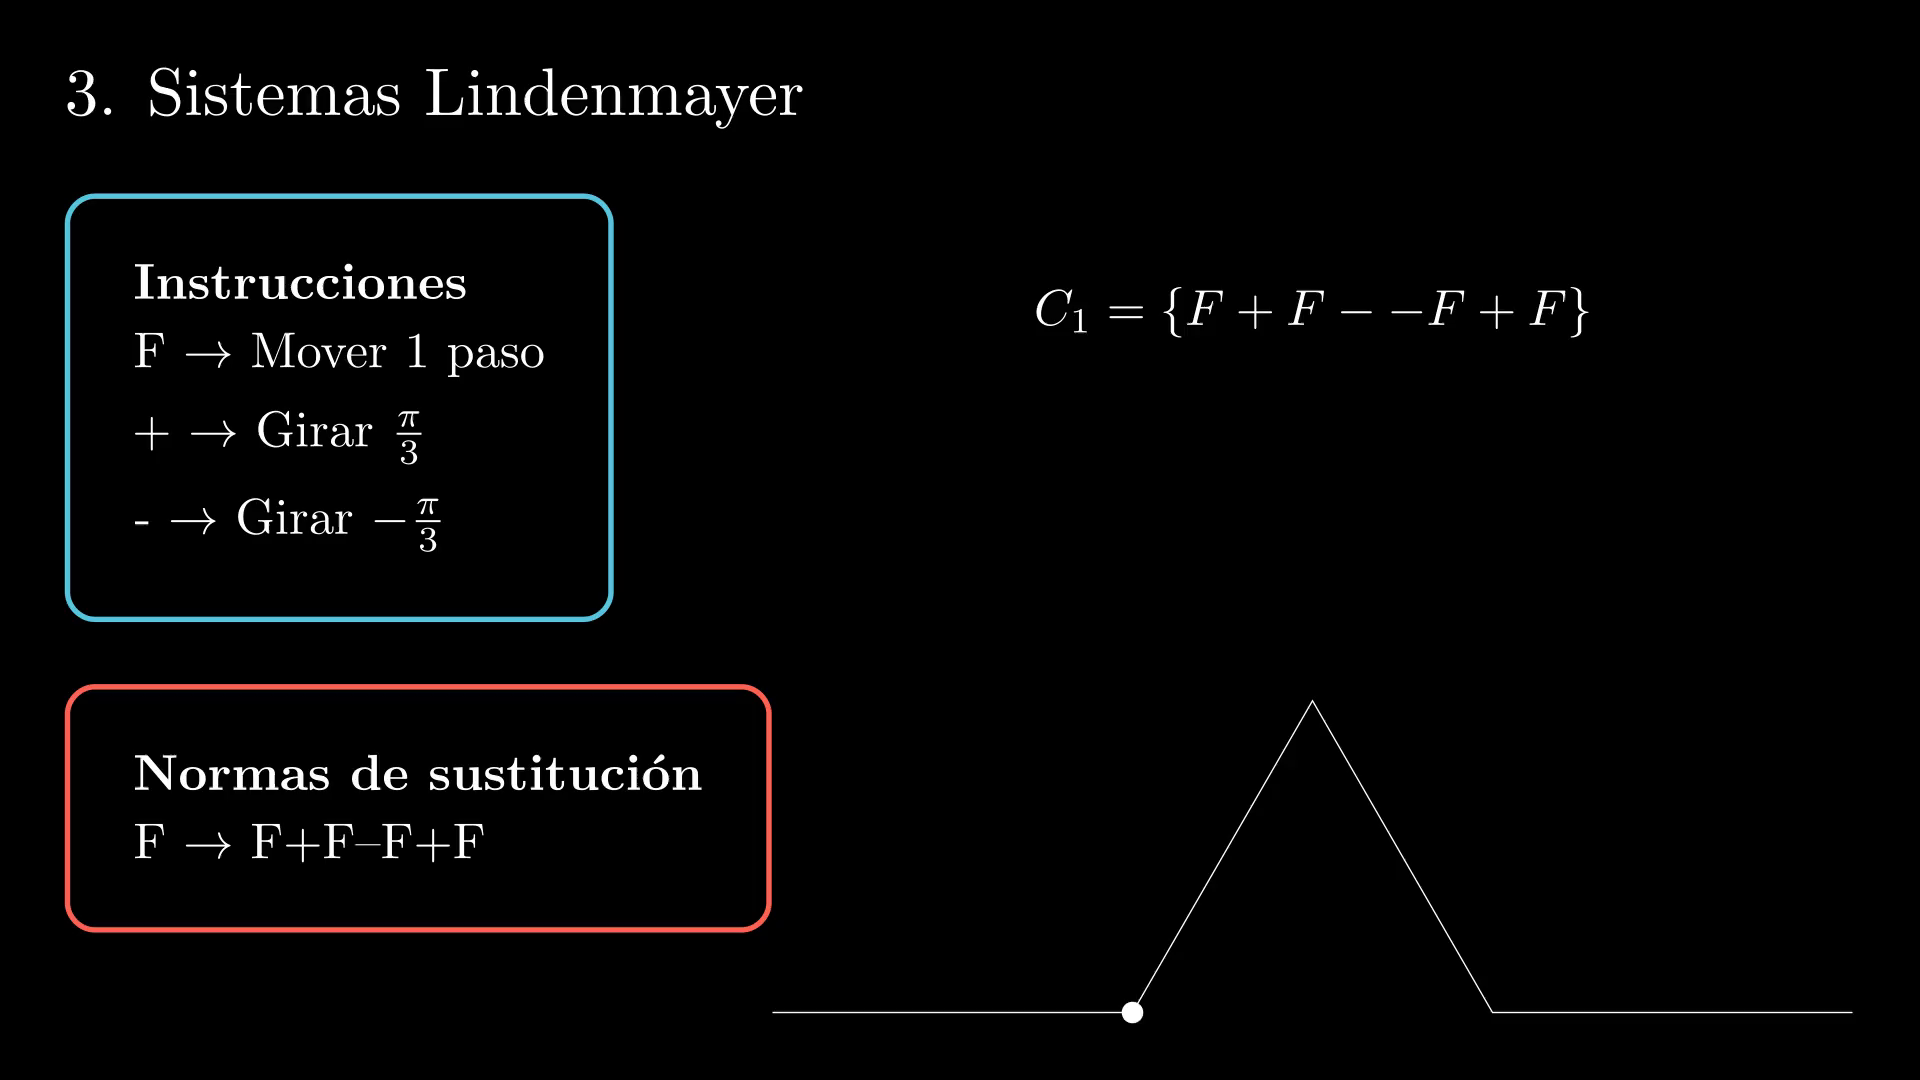 3. Sistemas Lindenmayer
Instrucciones
F → Mover 1 paso
+ → Girar π/3
- → Girar −π/3
C₁ = {F + F − −F + F}
Normas de sustitución
F → F+F–F+F